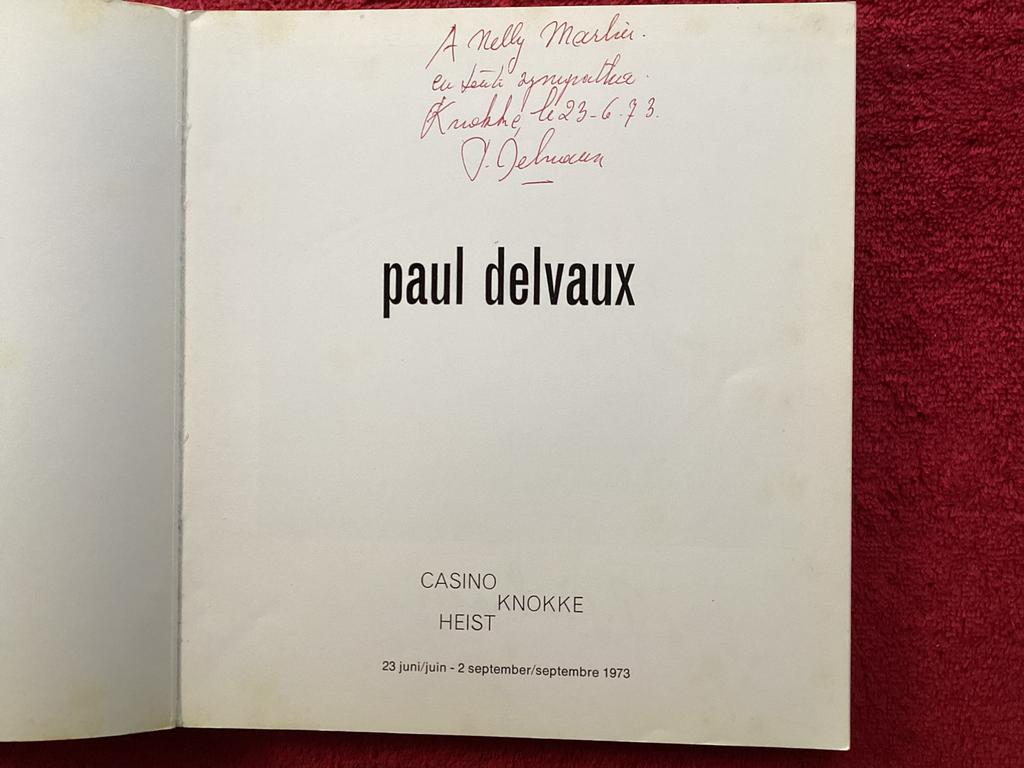 A Nelly Marlier.
en toute sympathie.
Knokke, le 23-6.73.
P. Delvaux
paul delvaux
CASINO
KNOKKE
HEIST
23 juni/juin - 2 september/septembre 1973